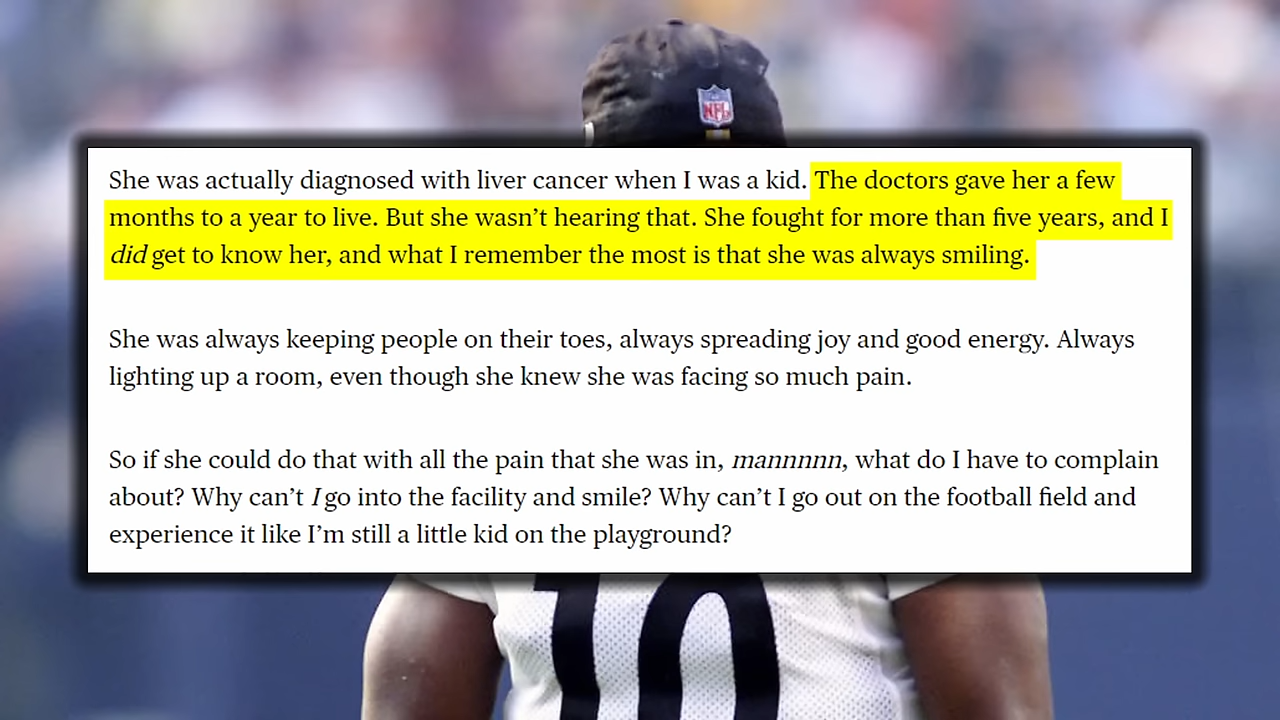 NFL
She was actually diagnosed with liver cancer when I was a kid. The doctors gave her a few
months to a year to live. But she wasn’t hearing that. She fought for more than five years, and I
did get to know her, and what I remember the most is that she was always smiling.
She was always keeping people on their toes, always spreading joy and good energy. Always
lighting up a room, even though she knew she was facing so much pain.
So if she could do that with all the pain that she was in, mannnnn, what do I have to complain
about? Why can’t I go into the facility and smile? Why can’t I go out on the football field and
experience it like I’m still a little kid on the playground?
10